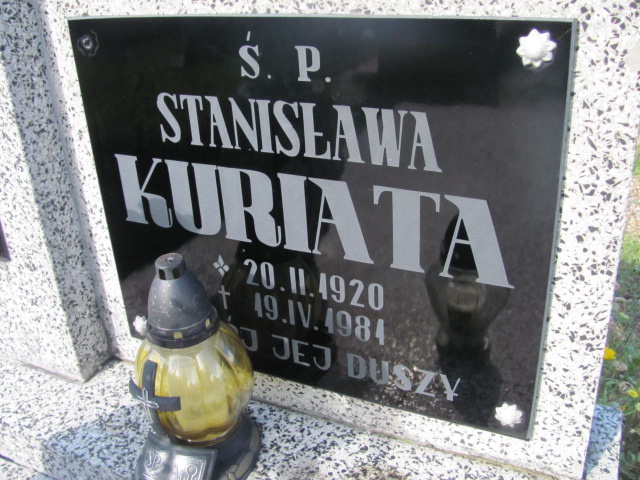 Ś. P.
STANISŁAWA
KURIATA
20.II.1920
19.IV.1981
JEJ DUSZY